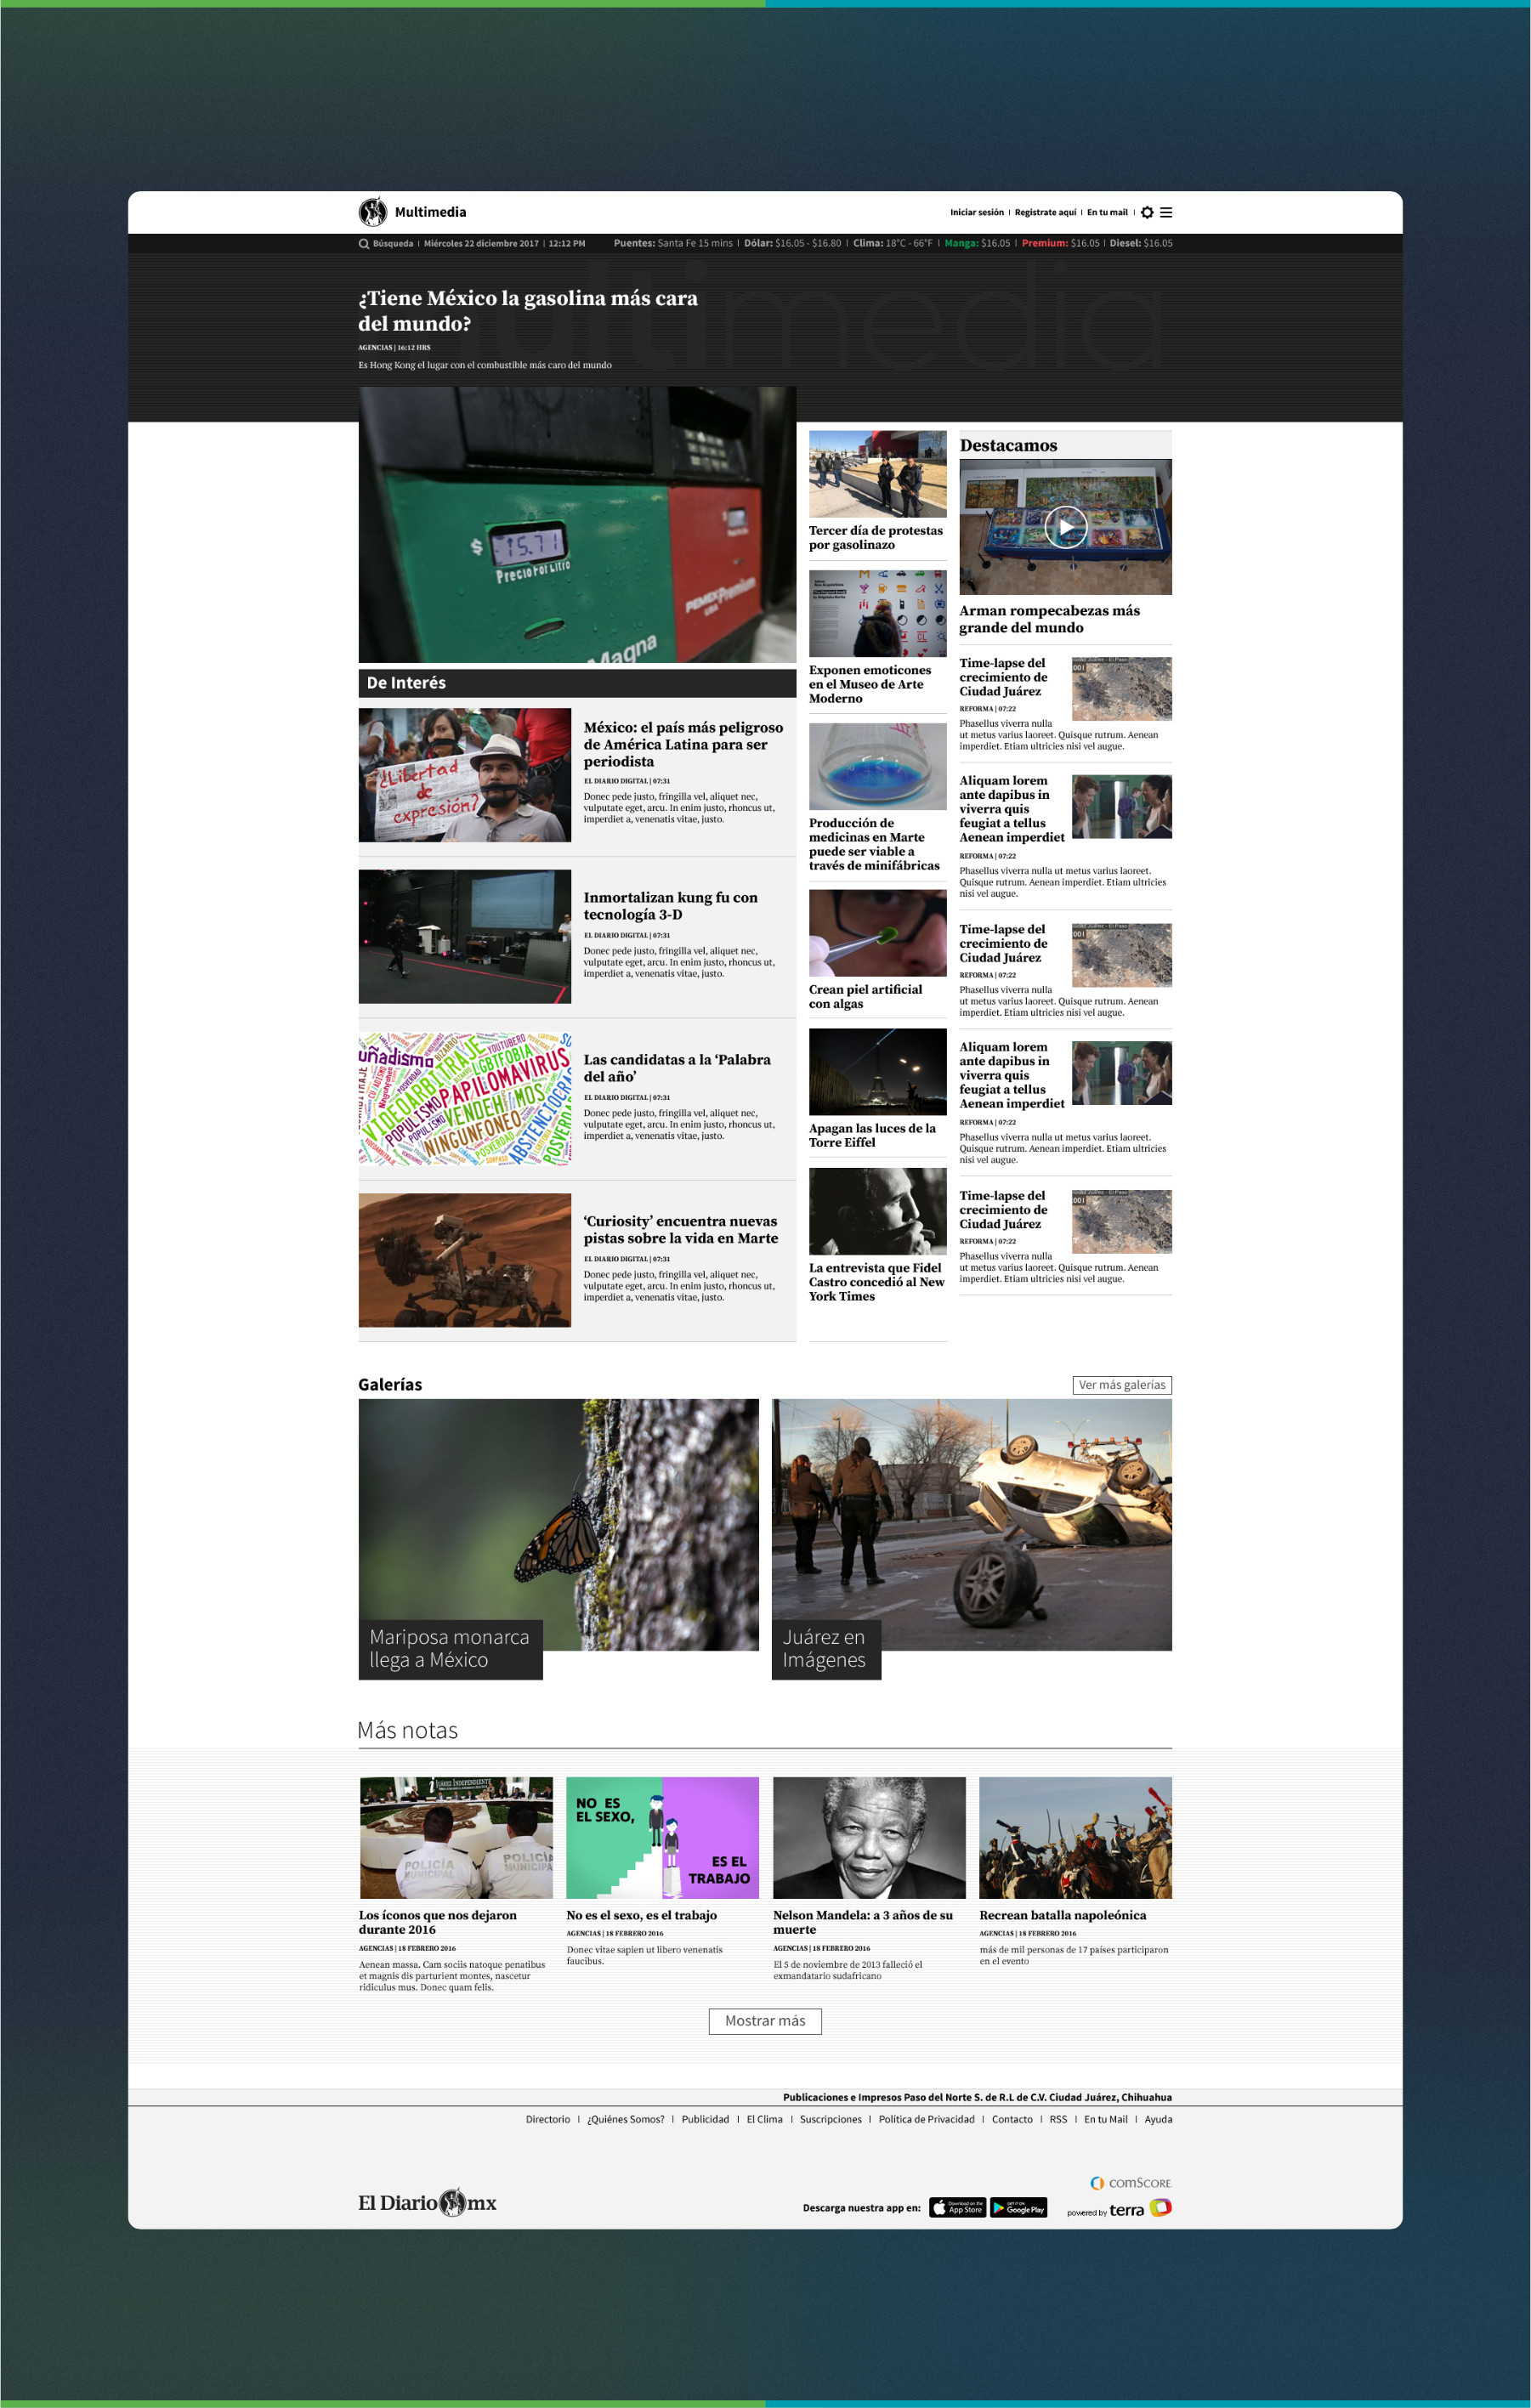 Multimedia
Iniciar sesión | Registrate aquí | En tu mail |
Búsqueda | Miércoles 22 diciembre 2017 | 12:12 PM
Puentes: Santa Fe 15 mins | Dólar: $16.05 - $16.80 | Clima: 18°C - 66°F | Manga: $16.05 | Premium: $16.05 | Diesel: $16.05
multimedia
¿Tiene México la gasolina más cara
del mundo?
AGENCIAS | 16:12 HRS
Es Hong Kong el lugar con el combustible más caro del mundo
$ 15.71
Precio Por Litro
PEMEX Premium
Magna
De Interés
¿Libertad
de
expresión?
México: el país más peligroso
de América Latina para ser
periodista
EL DIARIO DIGITAL | 07:31
Donec pede justo, fringilla vel, aliquet nec,
vulputate eget, arcu. In enim justo, rhoncus ut,
imperdiet a, venenatis vitae, justo.
Inmortalizan kung fu con
tecnología 3-D
EL DIARIO DIGITAL | 07:31
Donec pede justo, fringilla vel, aliquet nec,
vulputate eget, arcu. In enim justo, rhoncus ut,
imperdiet a, venenatis vitae, justo.
uñadismo
VIDEOARBITRAJE
LGBTFOBIA
YOUTUBERO
PAPILOMAVIRUS
POPULISMO
VENDEHÚMOS
NINGUNFONEO
ABSTENCIOGRA
POSVERD
Las candidatas a la ‘Palabra
del año’
EL DIARIO DIGITAL | 07:31
Donec pede justo, fringilla vel, aliquet nec,
vulputate eget, arcu. In enim justo, rhoncus ut,
imperdiet a, venenatis vitae, justo.
‘Curiosity’ encuentra nuevas
pistas sobre la vida en Marte
EL DIARIO DIGITAL | 07:31
Donec pede justo, fringilla vel, aliquet nec,
vulputate eget, arcu. In enim justo, rhoncus ut,
imperdiet a, venenatis vitae, justo.
Tercer día de protestas
por gasolinazo
Exponen emoticones
en el Museo de Arte
Moderno
Producción de
medicinas en Marte
puede ser viable a
través de minifábricas
Crean piel artificial
con algas
Apagan las luces de la
Torre Eiffel
La entrevista que Fidel
Castro concedió al New
York Times
Destacamos
Arman rompecabezas más
grande del mundo
Time-lapse del
crecimiento de
Ciudad Juárez
REFORMA | 07:22
Phasellus viverra nulla
ut metus varius laoreet. Quisque rutrum. Aenean
imperdiet. Etiam ultricies nisi vel augue.
Aliquam lorem
ante dapibus in
viverra quis
feugiat a tellus
Aenean imperdiet
REFORMA | 07:22
Phasellus viverra nulla ut metus varius laoreet.
Quisque rutrum. Aenean imperdiet. Etiam ultricies
nisi vel augue.
Time-lapse del
crecimiento de
Ciudad Juárez
REFORMA | 07:22
Phasellus viverra nulla
ut metus varius laoreet. Quisque rutrum. Aenean
imperdiet. Etiam ultricies nisi vel augue.
Aliquam lorem
ante dapibus in
viverra quis
feugiat a tellus
Aenean imperdiet
REFORMA | 07:22
Phasellus viverra nulla ut metus varius laoreet.
Quisque rutrum. Aenean imperdiet. Etiam ultricies
nisi vel augue.
Time-lapse del
crecimiento de
Ciudad Juárez
REFORMA | 07:22
Phasellus viverra nulla
ut metus varius laoreet. Quisque rutrum. Aenean
imperdiet. Etiam ultricies nisi vel augue.
Galerías
Ver más galerías
Mariposa monarca
llega a México
Juárez en
Imágenes
Más notas
JUÁREZ INDEPENDIENTE
POLICÍA
MUNICIPAL
POLICÍA
MUNICIPA
Los íconos que nos dejaron
durante 2016
AGENCIAS | 18 FEBRERO 2016
Aenean massa. Cam sociis natoque penatibus
et magnis dis parturient montes, nascetur
ridiculus mus. Donec quam felis.
NO ES
EL SEXO,
ES EL
TRABAJO
No es el sexo, es el trabajo
AGENCIAS | 18 FEBRERO 2016
Donec vitae sapien ut libero venenatis
faucibus.
Nelson Mandela: a 3 años de su
muerte
AGENCIAS | 18 FEBRERO 2016
El 5 de noviembre de 2013 falleció el
exmandatario sudafricano
Recrean batalla napoleónica
AGENCIAS | 18 FEBRERO 2016
más de mil personas de 17 países participaron
en el evento
Mostrar más
Publicaciones e Impresos Paso del Norte S. de R.L de C.V. Ciudad Juárez, Chihuahua
Directorio | ¿Quiénes Somos? | Publicidad | El Clima | Suscripciones | Política de Privacidad | Contacto | RSS | En tu Mail | Ayuda
El Diario mx
Descarga nuestra app en:
Download on the
App Store
GET IT ON
Google Play
comSCORE
powered by terra